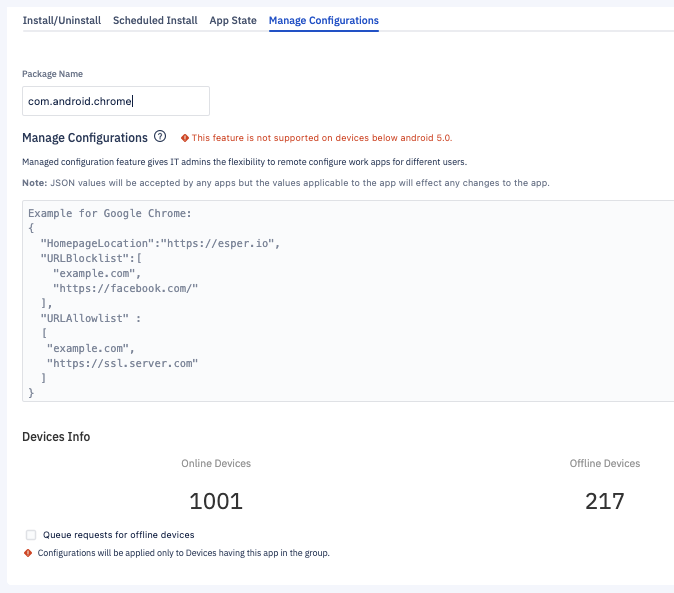 Install/Uninstall Scheduled Install App State Manage Configurations
Package Name
com.android.chrome
Manage Configurations ? This feature is not supported on devices below android 5.0.
Managed configuration feature gives IT admins the flexibility to remote configure work apps for different users.
Note: JSON values will be accepted by any apps but the values applicable to the app will effect any changes to the app.
Example for Google Chrome:
{
"HomepageLocation":"https://esper.io",
"URLBlocklist":[
"example.com",
"https://facebook.com/"
],
"URLAllowlist" :
[
"example.com",
"https://ssl.server.com"
]
}
Devices Info
Online Devices Offline Devices
1001 217
Queue requests for offline devices
Configurations will be applied only to Devices having this app in the group.